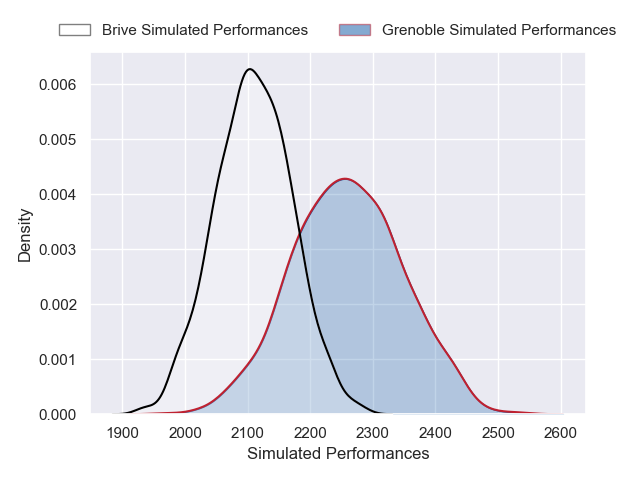 Brive Simulated Performances Grenoble Simulated Performances
0.006
0.005
0.004
0.003
0.002
0.001
0.000
Density
1900 2000 2100 2200 2300 2400 2500 2600
Simulated Performances